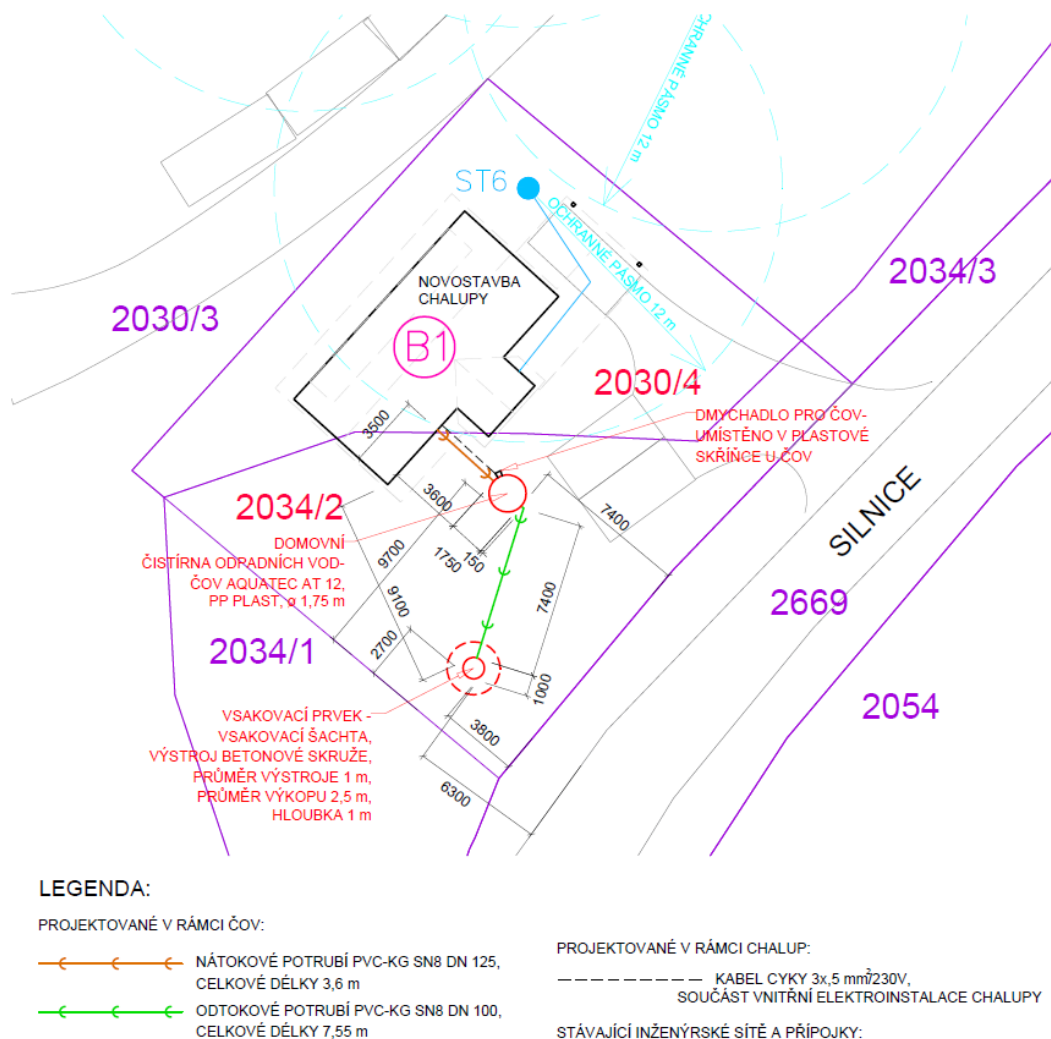 CHRANNÉ PÁSMO 12 m
ST6
OCHRANNÉ PÁSMO 12 m
NOVOSTAVBA
CHALUPY
B1
2030/3
2034/3
2030/4
DMYCHADLO PRO ČOV-
UMÍSTĚNO V PLASTOVÉ
SKŘÍŇCE U ČOV
3500
3600
7400
2034/2
DOMOVNÍ
ČISTÍRNA ODPADNÍCH VOD-
ČOV AQUATEC AT 12,
PP PLAST, ø 1,75 m
1750
150
9700
9100
7400
SILNICE
2669
2034/1
2700
1000
2054
VSAKOVACÍ PRVEK -
VSAKOVACÍ ŠACHTA,
VÝSTROJ BETONOVÉ SKRUŽE,
PRŮMĚR VÝSTROJE 1 m,
PRŮMĚR VÝKOPU 2,5 m,
HLOUBKA 1 m
3800
6300
LEGENDA:
PROJEKTOVANÉ V RÁMCI ČOV:
NÁTOKOVÉ POTRUBÍ PVC-KG SN8 DN 125,
CELKOVÉ DÉLKY 3,6 m
ODTOKOVÉ POTRUBÍ PVC-KG SN8 DN 100,
CELKOVÉ DÉLKY 7,55 m
PROJEKTOVANÉ V RÁMCI CHALUP:
KABEL CYKY 3x,5 mm²/230V,
SOUČÁST VNITŘNÍ ELEKTROINSTALACE CHALUPY
STÁVAJÍCÍ INŽENÝRSKÉ SÍTĚ A PŘÍPOJKY: